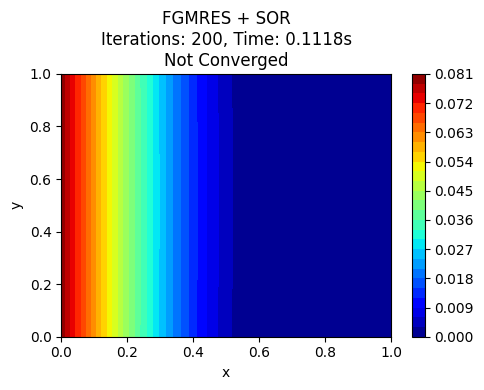 FGMRES + SOR
Iterations: 200, Time: 0.1118s
Not Converged
1.0
0.8
0.6
0.4
0.2
0.0
y
0.0 0.2 0.4 0.6 0.8 1.0
x
0.081
0.072
0.063
0.054
0.045
0.036
0.027
0.018
0.009
0.000